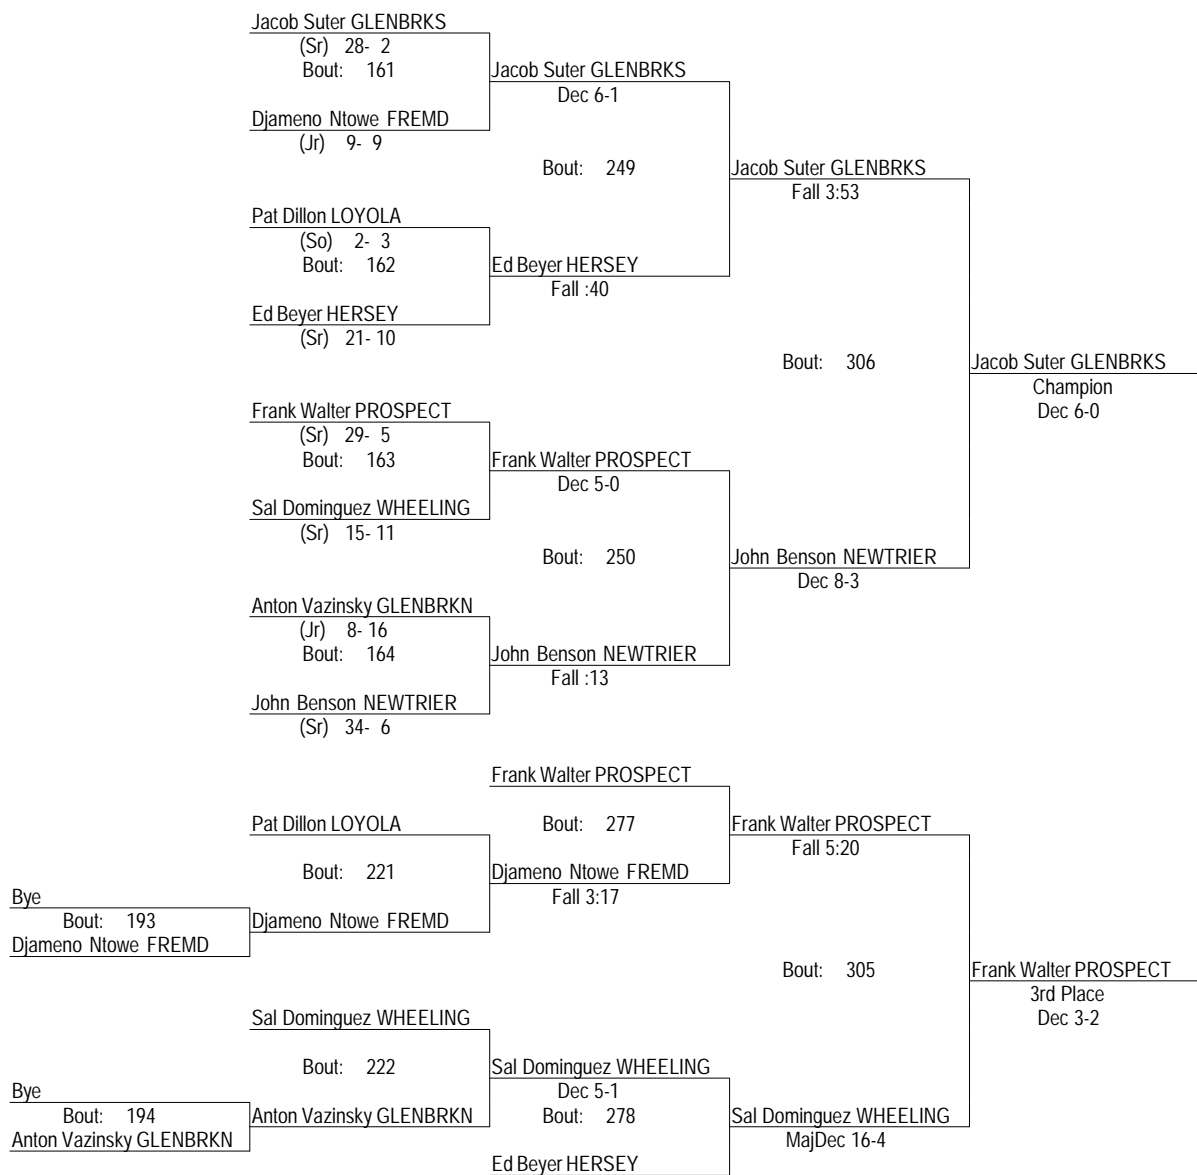 Jacob Suter GLENBRKS
(Sr) 28- 2
Bout: 161
Jacob Suter GLENBRKS
Dec 6-1
Djameno Ntowe FREMD
(Jr) 9- 9
Bout: 249
Jacob Suter GLENBRKS
Fall 3:53
Pat Dillon LOYOLA
(So) 2- 3
Bout: 162
Ed Beyer HERSEY
Fall :40
Ed Beyer HERSEY
(Sr) 21- 10
Bout: 306
Jacob Suter GLENBRKS
Champion
Dec 6-0
Frank Walter PROSPECT
(Sr) 29- 5
Bout: 163
Frank Walter PROSPECT
Dec 5-0
Sal Dominguez WHEELING
(Sr) 15- 11
Bout: 250
John Benson NEWTRIER
Dec 8-3
Anton Vazinsky GLENBRKN
(Jr) 8- 16
Bout: 164
John Benson NEWTRIER
Fall :13
John Benson NEWTRIER
(Sr) 34- 6
Frank Walter PROSPECT
Pat Dillon LOYOLA
Bout: 277
Frank Walter PROSPECT
Fall 5:20
Bout: 221
Djameno Ntowe FREMD
Fall 3:17
Bye
Bout: 193
Djameno Ntowe FREMD
Djameno Ntowe FREMD
Bout: 305
Frank Walter PROSPECT
3rd Place
Dec 3-2
Sal Dominguez WHEELING
Bout: 222
Sal Dominguez WHEELING
Dec 5-1
Bye
Bout: 194
Anton Vazinsky GLENBRKN
Bout: 278
Sal Dominguez WHEELING
MajDec 16-4
Anton Vazinsky GLENBRKN
Ed Beyer HERSEY